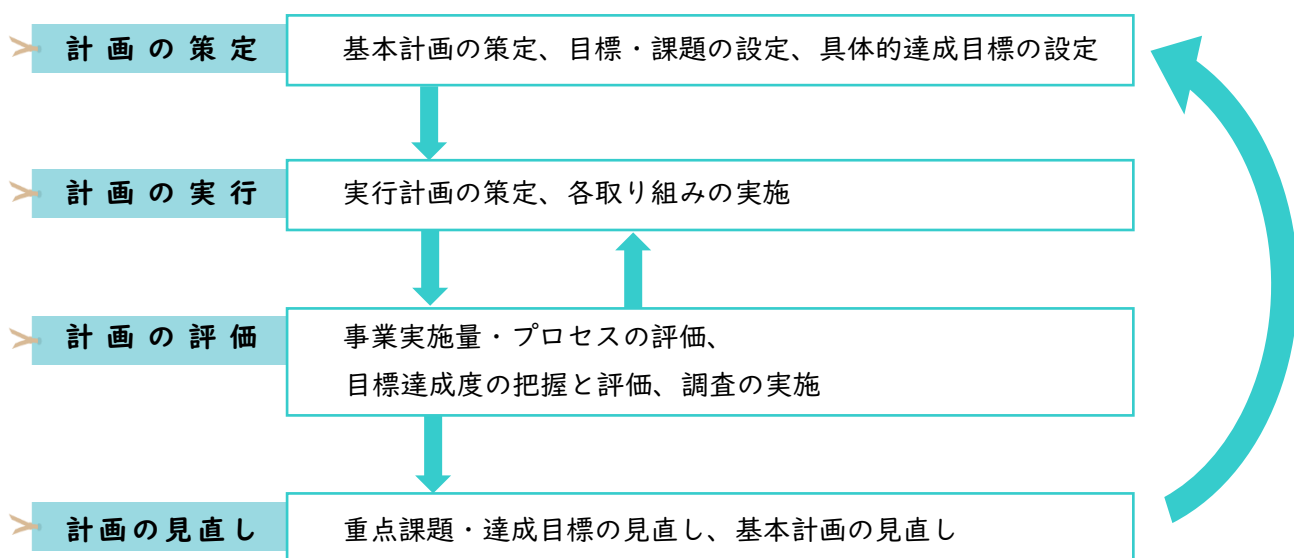 計画の策定
基本計画の策定、目標・課題の設定、具体的達成目標の設定
計画の実行
実行計画の策定、各取り組みの実施
計画の評価
事業実施量・プロセスの評価、
目標達成度の把握と評価、調査の実施
計画の見直し
重点課題・達成目標の見直し、基本計画の見直し